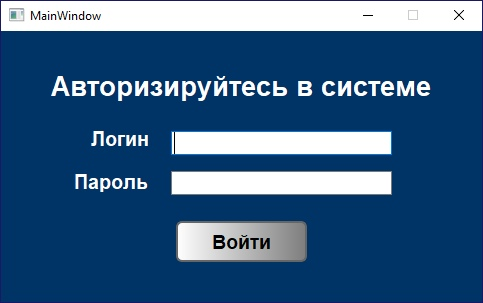 MainWindow
Авторизируйтесь в системе
Логин
Пароль
Войти